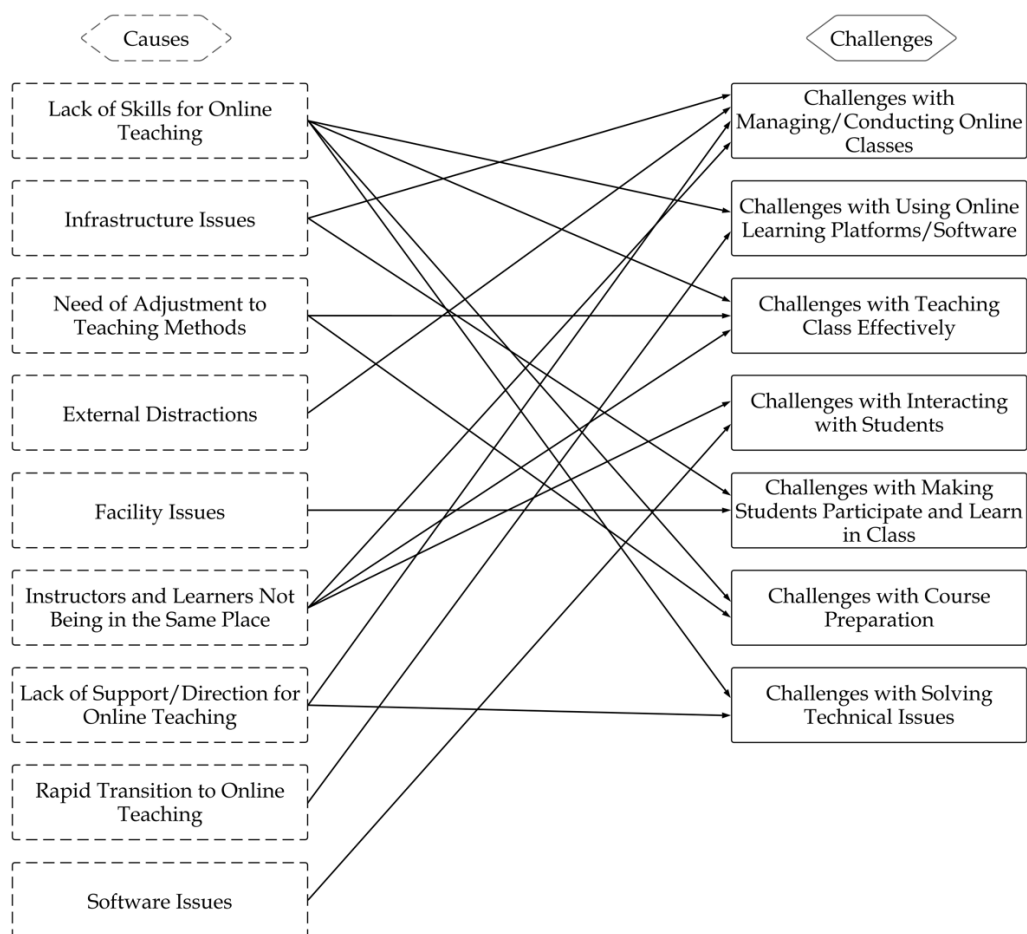 Causes
Lack of Skills for Online
Teaching
Infrastructure Issues
Need of Adjustment to
Teaching Methods
External Distractions
Facility Issues
Instructors and Learners Not
Being in the Same Place
Lack of Support/Direction for
Online Teaching
Rapid Transition to Online
Teaching
Software Issues
Challenges
Challenges with
Managing/Conducting Online
Classes
Challenges with Using Online
Learning Platforms/Software
Challenges with Teaching
Class Effectively
Challenges with Interacting
with Students
Challenges with Making
Students Participate and Learn
in Class
Challenges with Course
Preparation
Challenges with Solving
Technical Issues